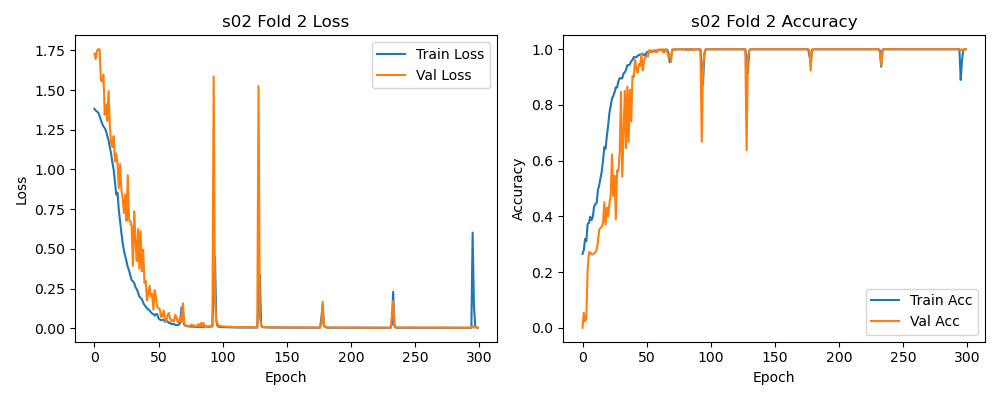 s02 Fold 2 Loss
Train Loss
Val Loss
1.75
1.50
1.25
1.00
0.75
0.50
0.25
0.00
Loss
0 50 100 150 200 250 300
Epoch
s02 Fold 2 Accuracy
1.0
0.8
0.6
0.4
0.2
0.0
Accuracy
Train Acc
Val Acc
0 50 100 150 200 250 300
Epoch